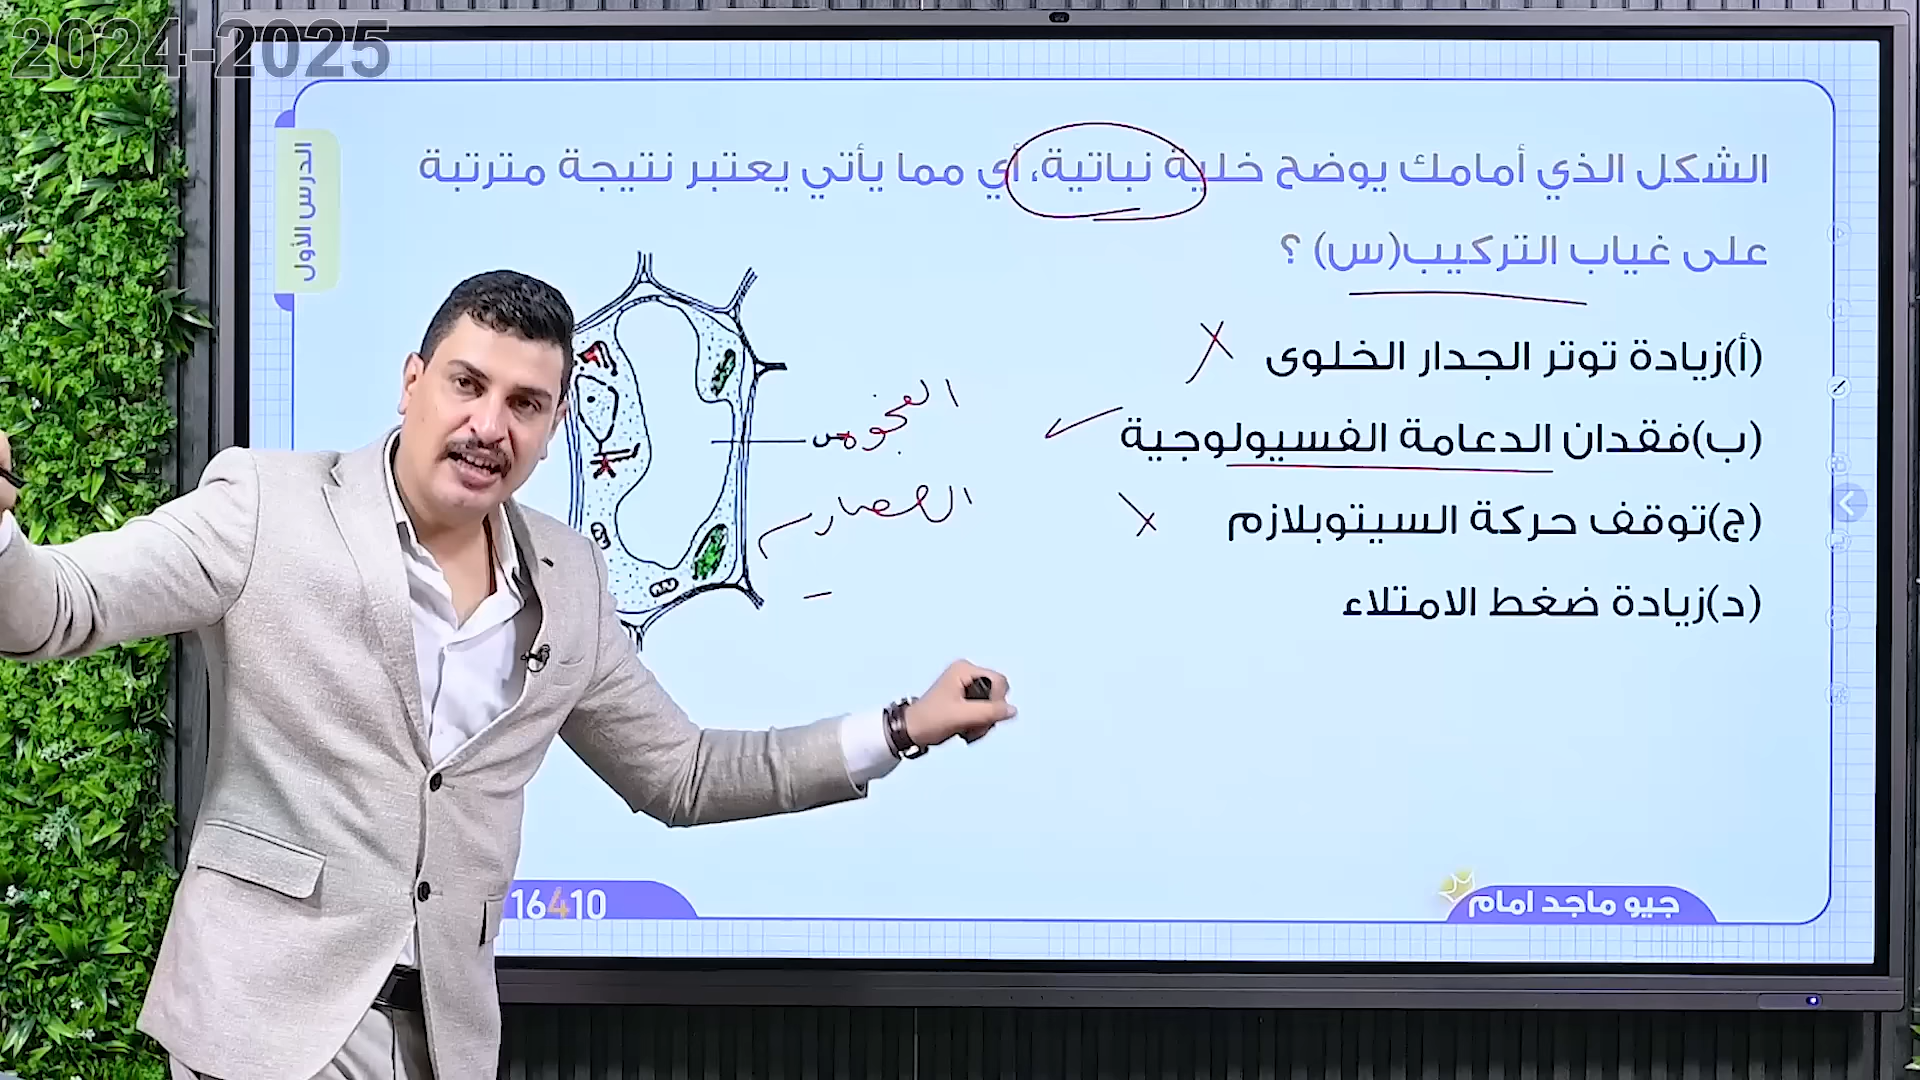 2024-2025
الدرس الأول
الشكل الذي أمامك يوضح خلية نباتية، أي مما يأتي يعتبر نتيجة مترتبة
على غياب التركيب(س) ؟
(أ)زيادة توتر الجدار الخلوى
(ب)فقدان الدعامة الفسيولوجية
(ج)توقف حركة السيتوبلازم
(د)زيادة ضغط الامتلاء
س
العصارية
16410
جيو ماجد امام